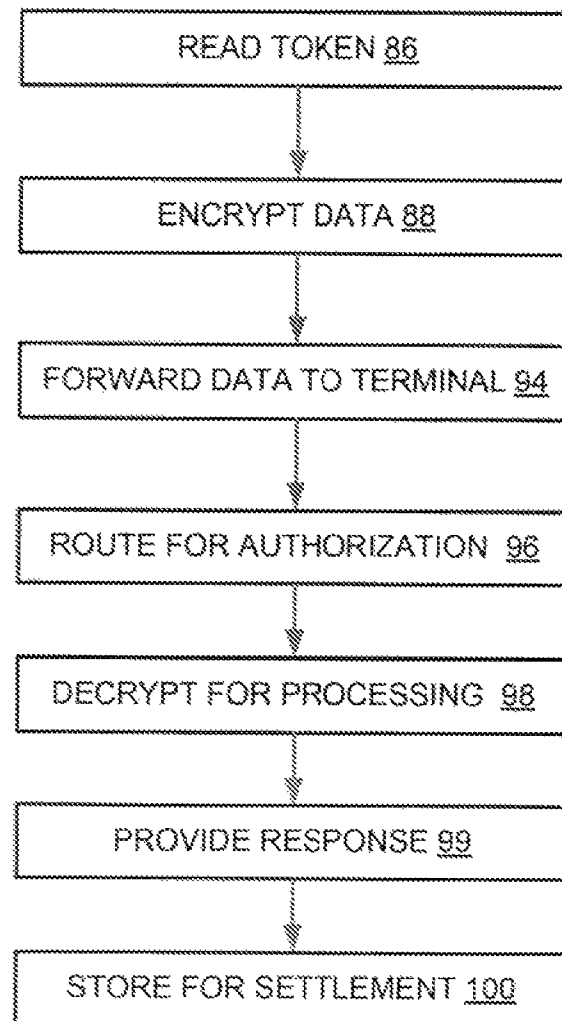 READ TOKEN 86
ENCRYPT DATA 88
FORWARD DATA TO TERMINAL 94
ROUTE FOR AUTHORIZATION 96
DECRYPT FOR PROCESSING 98
PROVIDE RESPONSE 99
STORE FOR SETTLEMENT 100